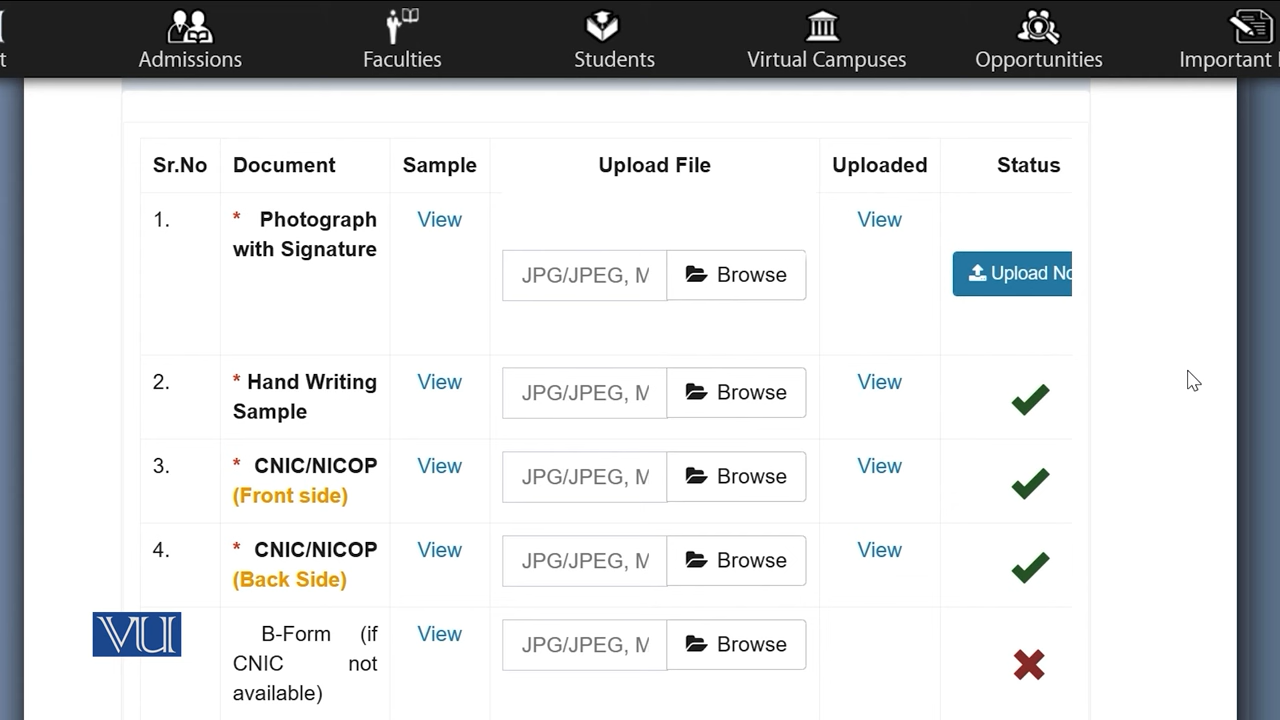 t Admissions Faculties Students Virtual Campuses Opportunities Important
Sr.No Document Sample Upload File Uploaded Status
1. * Photograph with Signature View JPG/JPEG, M Browse View Upload No
2. * Hand Writing Sample View JPG/JPEG, M Browse View
3. * CNIC/NICOP (Front side) View JPG/JPEG, M Browse View
4. * CNIC/NICOP (Back Side) View JPG/JPEG, M Browse View
VU
B-Form (if CNIC not available) View JPG/JPEG, M Browse